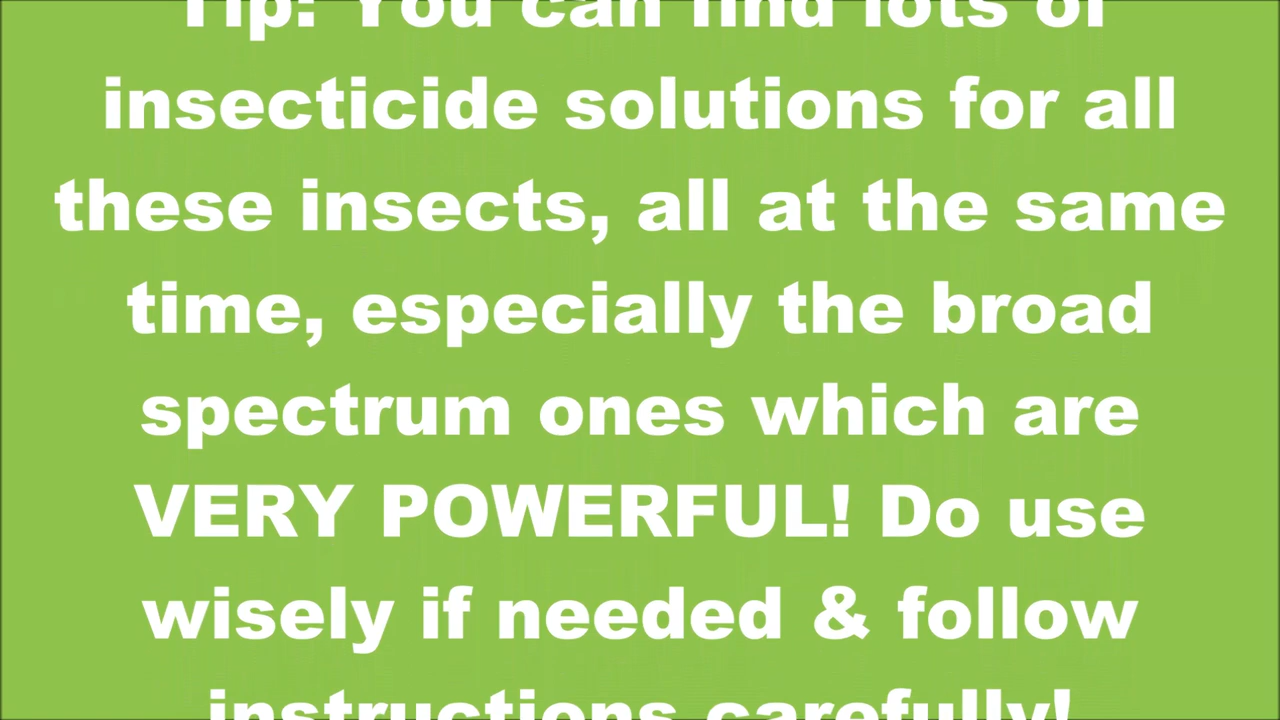 Tip: You can find lots of
insecticide solutions for all
these insects, all at the same
time, especially the broad
spectrum ones which are
VERY POWERFUL! Do use
wisely if needed & follow
instructions carefully!